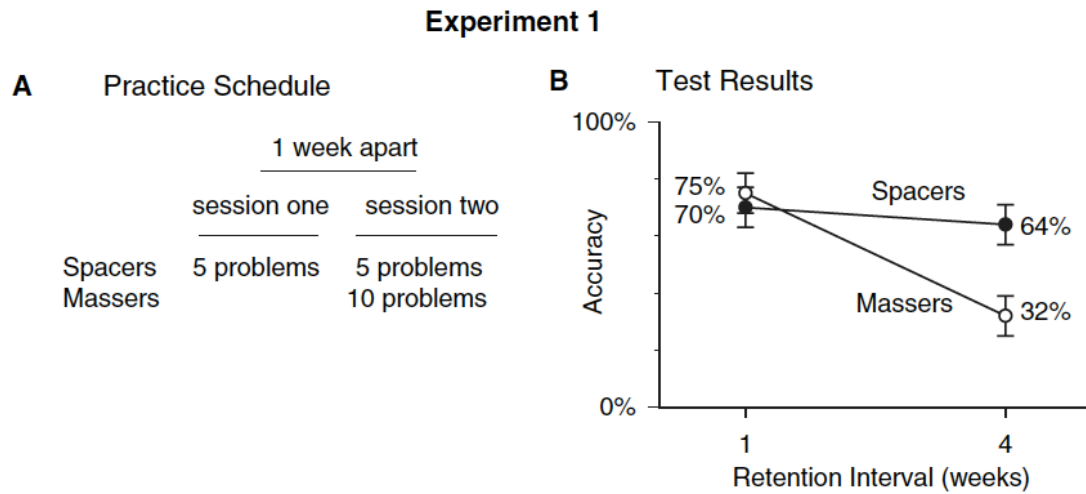 Experiment 1
A Practice Schedule
1 week apart
session one session two
Spacers 5 problems 5 problems
Massers 10 problems
B Test Results
100%
75%
70%
Spacers
64%
Massers
32%
Accuracy
0%
1 4
Retention Interval (weeks)